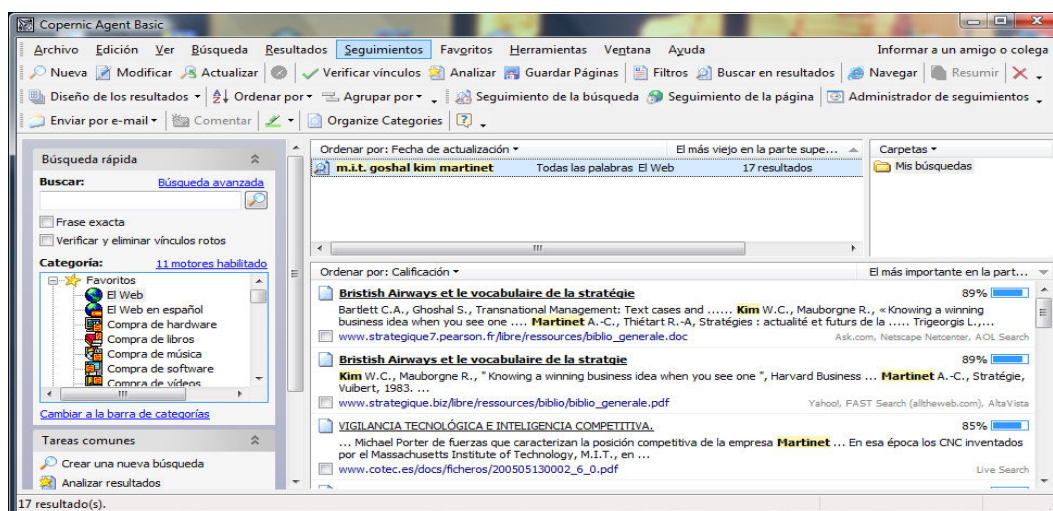 Copernic Agent Basic
Archivo Edición Ver Búsqueda Resultados Seguimientos Favoritos Herramientas Ventana Ayuda Informar a un amigo o colega
Nueva Modificar Actualizar Verificar vínculos Analizar Guardar Páginas Filtros Buscar en resultados Navegar Resumir
Diseño de los resultados Ordenar por Agrupar por Seguimiento de la búsqueda Seguimiento de la página Administrador de seguimientos
Enviar por e-mail Comentar Organize Categories
Búsqueda rápida
Buscar: Búsqueda avanzada
Frase exacta
Verificar y eliminar vínculos rotos
Categoría: 11 motores habilitado
Favoritos
El Web
El Web en español
Compra de hardware
Compra de libros
Compra de música
Compra de software
Compra de vídeos
Cambiar a la barra de categorías
Tareas comunes
Crear una nueva búsqueda
Analizar resultados
Ordenar por: Fecha de actualización El más viejo en la parte supe...
m.i.t. goshal kim martinet Todas las palabras El Web 17 resultados
Carpetas
Mis búsquedas
Ordenar por: Calificación El más importante en la part...
Bristish Airways et le vocabulaire de la stratégie 89%
Bartlett C.A., Ghoshal S., Transnational Management: Text cases and ...... Kim W.C., Mauborgne R., « Knowing a winning
business idea when you see one .... Martinet A.-C., Thiétart R.-A, Stratégies : actualité et futurs de la ..... Trigeorgis L.,...
www.strategique7.pearson.fr/libre/ressources/biblio_generale.doc Ask.com, Netscape Netcenter, AOL Search
Bristish Airways et le vocabulaire de la stratgie 89%
Kim W.C., Mauborgne R., " Knowing a winning business idea when you see one ", Harvard Business ... Martinet A.-C., Stratégie,
Vuibert, 1983. ...
www.strategique.biz/libre/ressources/biblio/biblio_generale.pdf Yahoo, FAST Search (alltheweb.com), AltaVista
VIGILANCIA TECNOLÓGICA E INTELIGENCIA COMPETITIVA. 85%
... Michael Porter de fuerzas que caracterizan la posición competitiva de la empresa Martinet ... En esa época los CNC inventados
por el Massachusetts Institute of Technology, M.I.T., en ...
www.cotec.es/docs/ficheros/200505130002_6_0.pdf Live Search
17 resultado(s).